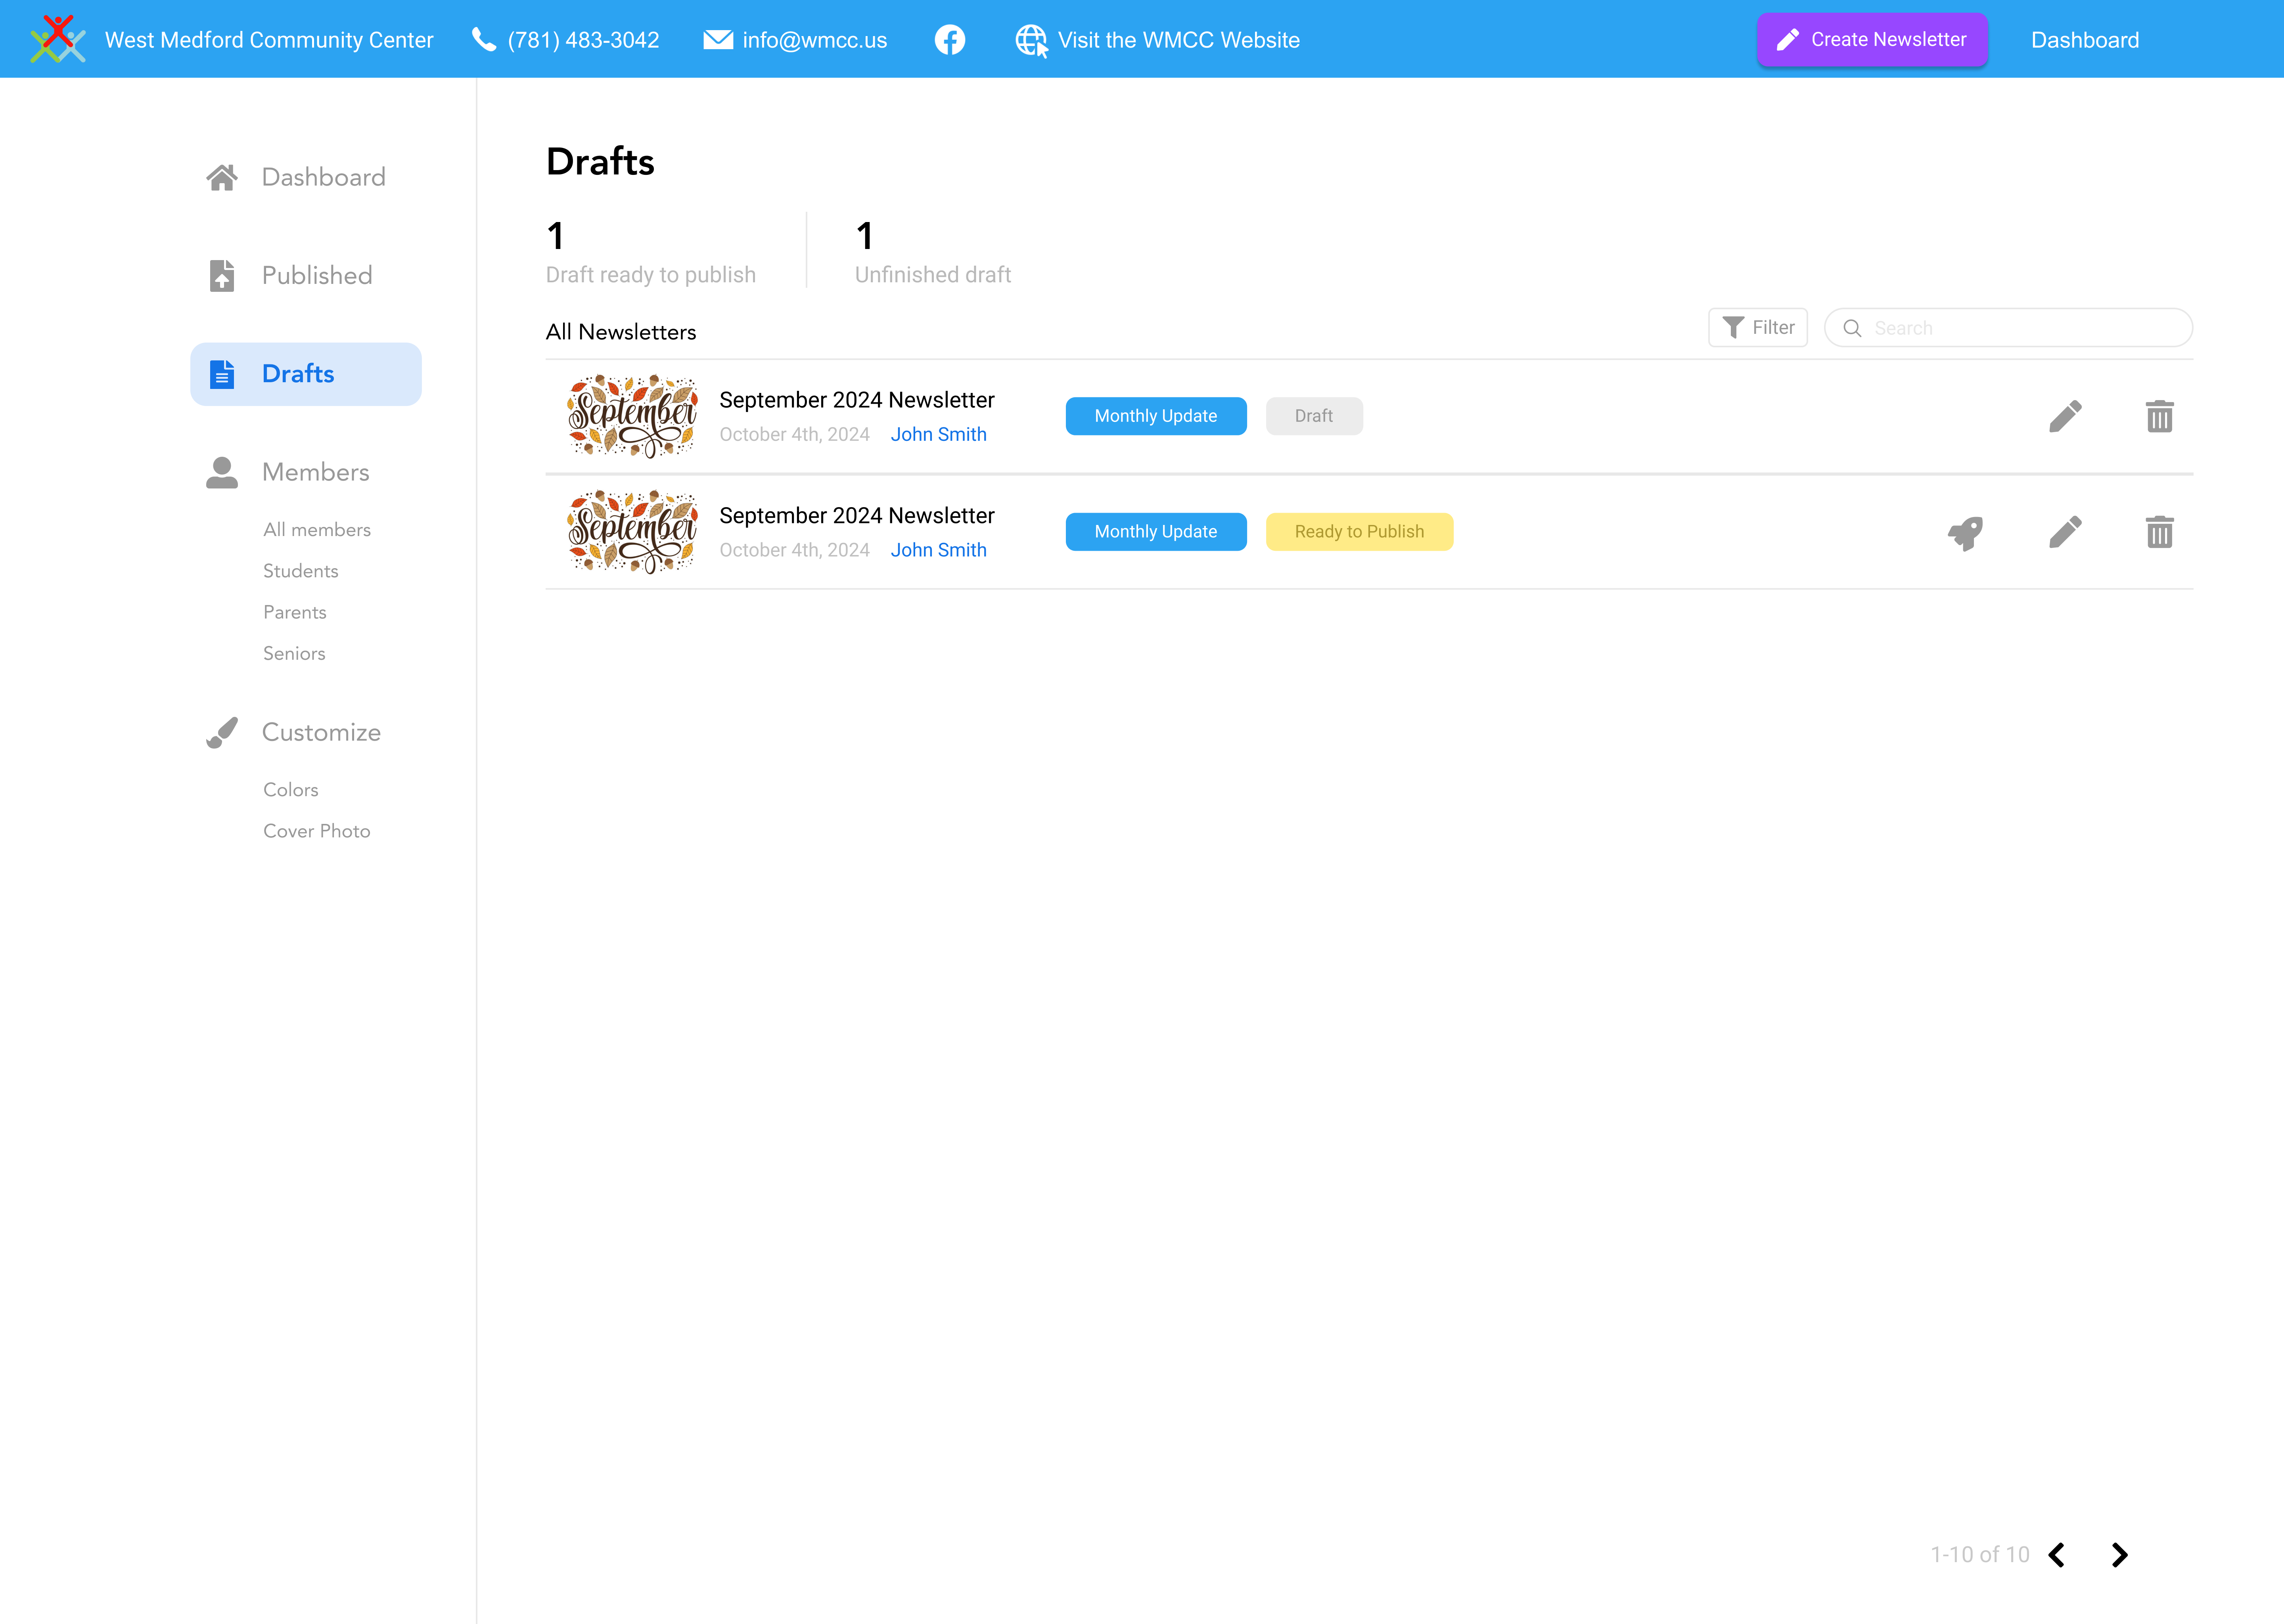 West Medford Community Center
(781) 483-3042
info@wmcc.us
Visit the WMCC Website
Create Newsletter
Dashboard
Dashboard
Published
Drafts
Members
All members
Students
Parents
Seniors
Customize
Colors
Cover Photo
Drafts
1
Draft ready to publish
1
Unfinished draft
All Newsletters
Filter
Search
September
September 2024 Newsletter
October 4th, 2024 John Smith
Monthly Update
Draft
September
September 2024 Newsletter
October 4th, 2024 John Smith
Monthly Update
Ready to Publish
1-10 of 10